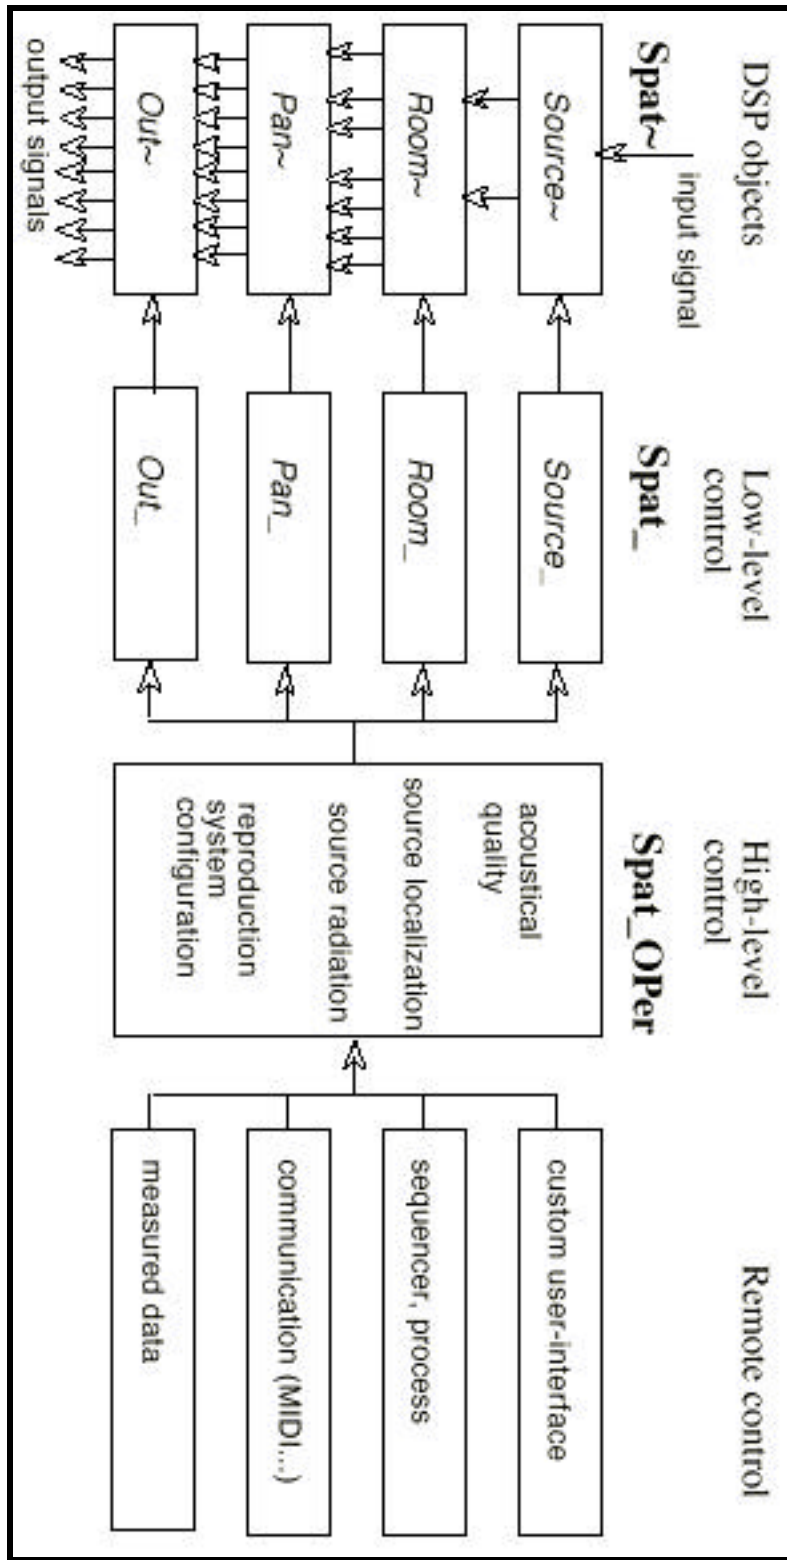 DSP objects
Low-level
control
High-level
control
Remote control
Spat~
Spat_
Spat_OPer
input signal
Source~
Source_
acoustical
quality
custom user-interface
Room~
Room_
source localization
sequencer, process
Pan~
Pan_
source radiation
communication (MIDI...)
Out~
Out_
reproduction
system
configuration
measured data
output signals